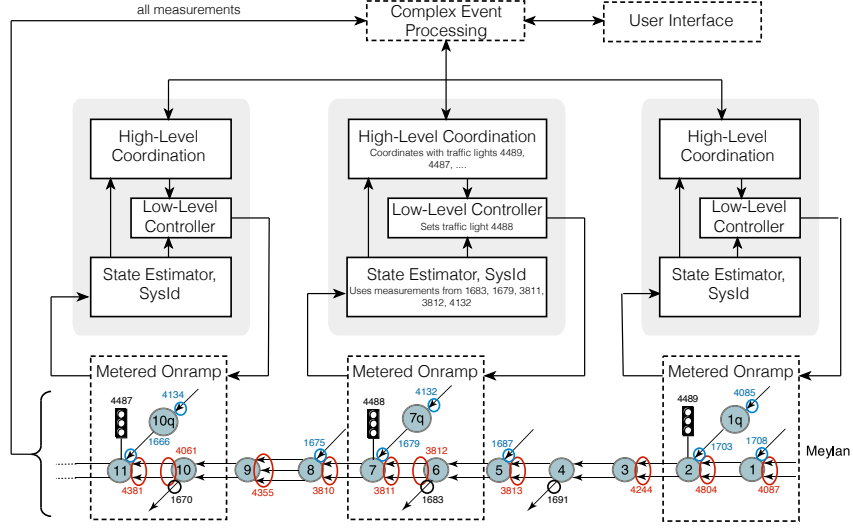 all measurements
Complex Event
Processing
User Interface
High-Level
Coordination
High-Level Coordination
Coordinates with traffic lights 4489,
4487, ....
High-Level
Coordination
Low-Level
Controller
Low-Level Controller
Sets traffic light 4488
Low-Level
Controller
State Estimator,
SysId
State Estimator, SysId
Uses measurements from 1683, 1679, 3811,
3812, 4132
State Estimator,
SysId
Metered Onramp
Metered Onramp
Metered Onramp
4487
4134
10q
1666
4061
11
10
4381
1670
9
4355
1675
8
3810
4488
4132
7q
1679
3812
7
6
3811
1683
1687
5
3813
4
1691
3
4244
4489
4085
1q
1703
1708
2
1
4804
4087
Meylan